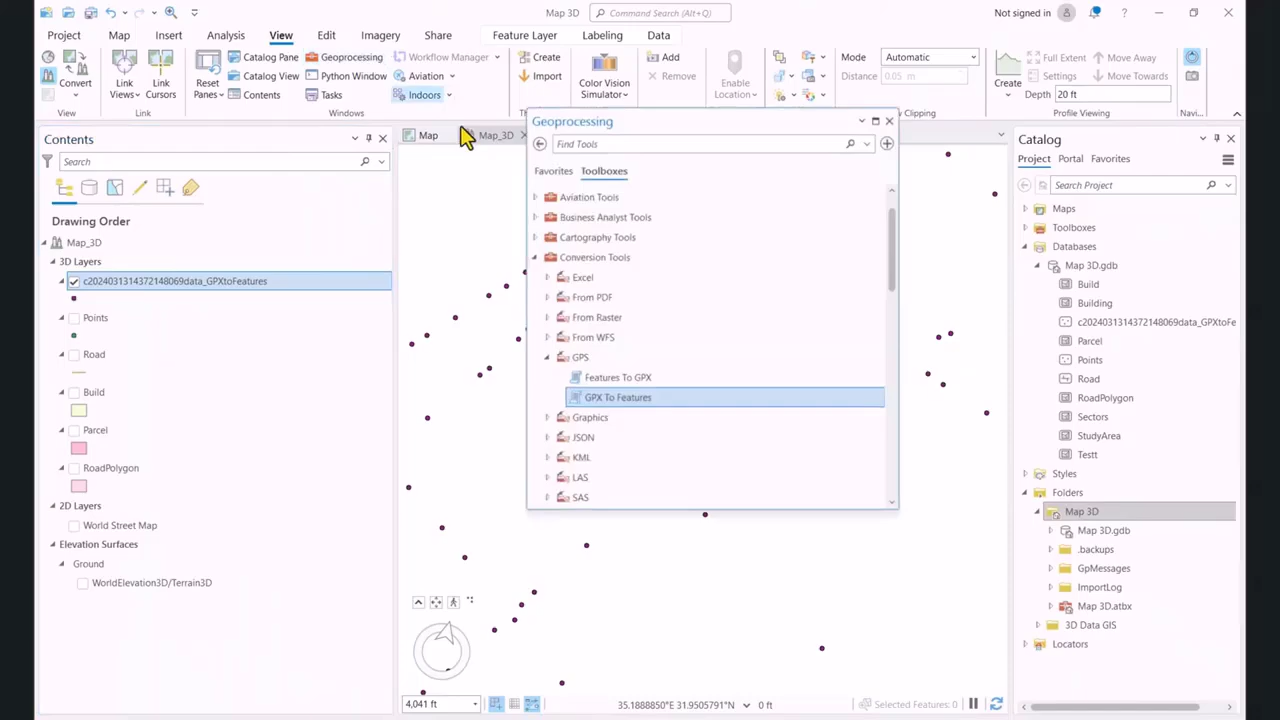 Map 3D
Command Search (Alt+Q)
Not signed in
Project
Map
Insert
Analysis
View
Edit
Imagery
Share
Feature Layer
Labeling
Data
Convert
Link
Views
Link
Cursors
Reset
Panes
Catalog Pane
Catalog View
Contents
Geoprocessing
Python Window
Tasks
Workflow Manager
Aviation
Indoors
Create
Import
Color Vision
Simulator
Add
Remove
Enable
Location
Mode
Automatic
Distance
0.05 m
Create
Full Extent
Move Away
Settings
Move Towards
Depth
20 ft
View
Link
Windows
Clipping
Profile Viewing
Navi...
Contents
Search
Drawing Order
Map_3D
3D Layers
c2024031314372148069data_GPXtoFeatures
Points
Road
Build
Parcel
RoadPolygon
2D Layers
World Street Map
Elevation Surfaces
Ground
WorldElevation3D/Terrain3D
Map
Map_3D
Geoprocessing
Find Tools
Favorites
Toolboxes
Aviation Tools
Business Analyst Tools
Cartography Tools
Conversion Tools
Excel
From PDF
From Raster
From WFS
GPS
Features To GPX
GPX To Features
Graphics
JSON
KML
LAS
SAS
4,041 ft
35.1888850°E 31.9505791°N
0 ft
Selected Features: 0
Catalog
Project
Portal
Favorites
Search Project
Maps
Toolboxes
Databases
Map 3D.gdb
Build
Building
c2024031314372148069data_GPXtoFe
Parcel
Points
Road
RoadPolygon
Sectors
StudyArea
Testt
Styles
Folders
Map 3D
Map 3D.gdb
.backups
GpMessages
ImportLog
Map 3D.atbx
3D Data GIS
Locators